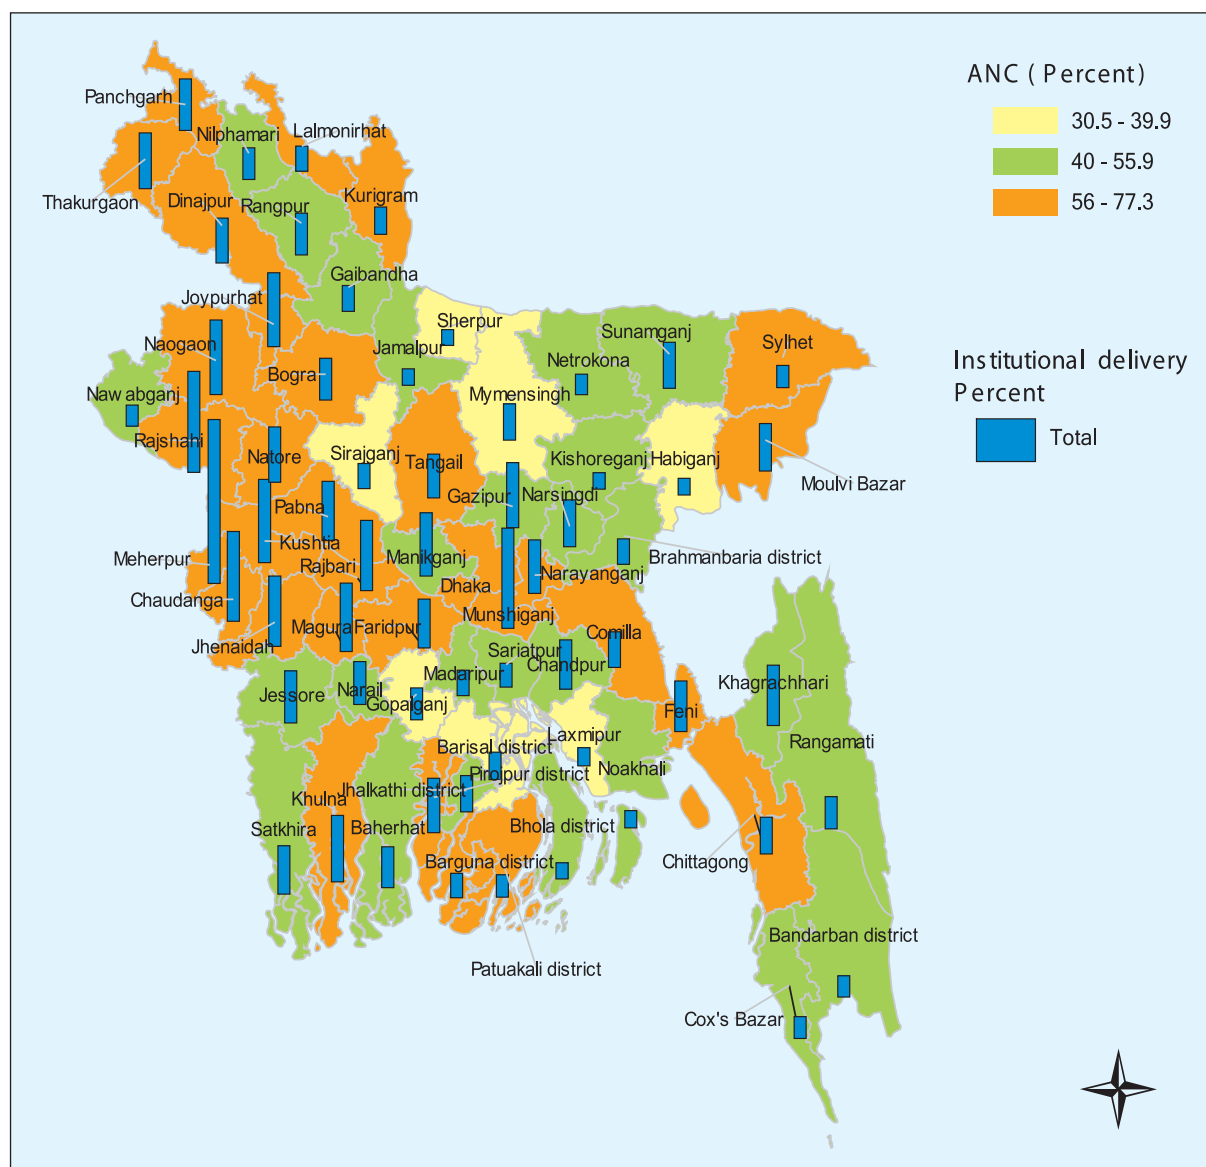 ANC ( Percent)
30.5 - 39.9
40 - 55.9
56 - 77.3
Institutional delivery
Percent
Total
Panchgarh
Nilphamari
Lalmonirhat
Thakurgaon
Dinajpur
Rangpur
Kurigram
Gaibandha
Joypurhat
Sherpur
Sunamganj
Sylhet
Naogaon
Bogra
Jamalpur
Netrokona
Nawabganj
Mymensingh
Rajshahi
Natore
Sirajganj
Tangail
Kishoreganj
Habiganj
Moulvi Bazar
Pabna
Gazipur
Narsingdi
Meherpur
Kushtia
Rajbari
Manikganj
Dhaka
Narayanganj
Brahmanbaria district
Chaudanga
Munshiganj
Jhenaidah
Magura
Faridpur
Comilla
Sariatpur
Madaripur
Chandpur
Khagrachhari
Jessore
Narail
Gopalganj
Feni
Laxmipur
Rangamati
Barisal district
Noakhali
Pirojpur district
Jhalkathi district
Khulna
Satkhira
Baherhat
Bhola district
Barguna district
Chittagong
Bandarban district
Patuakali district
Cox's Bazar